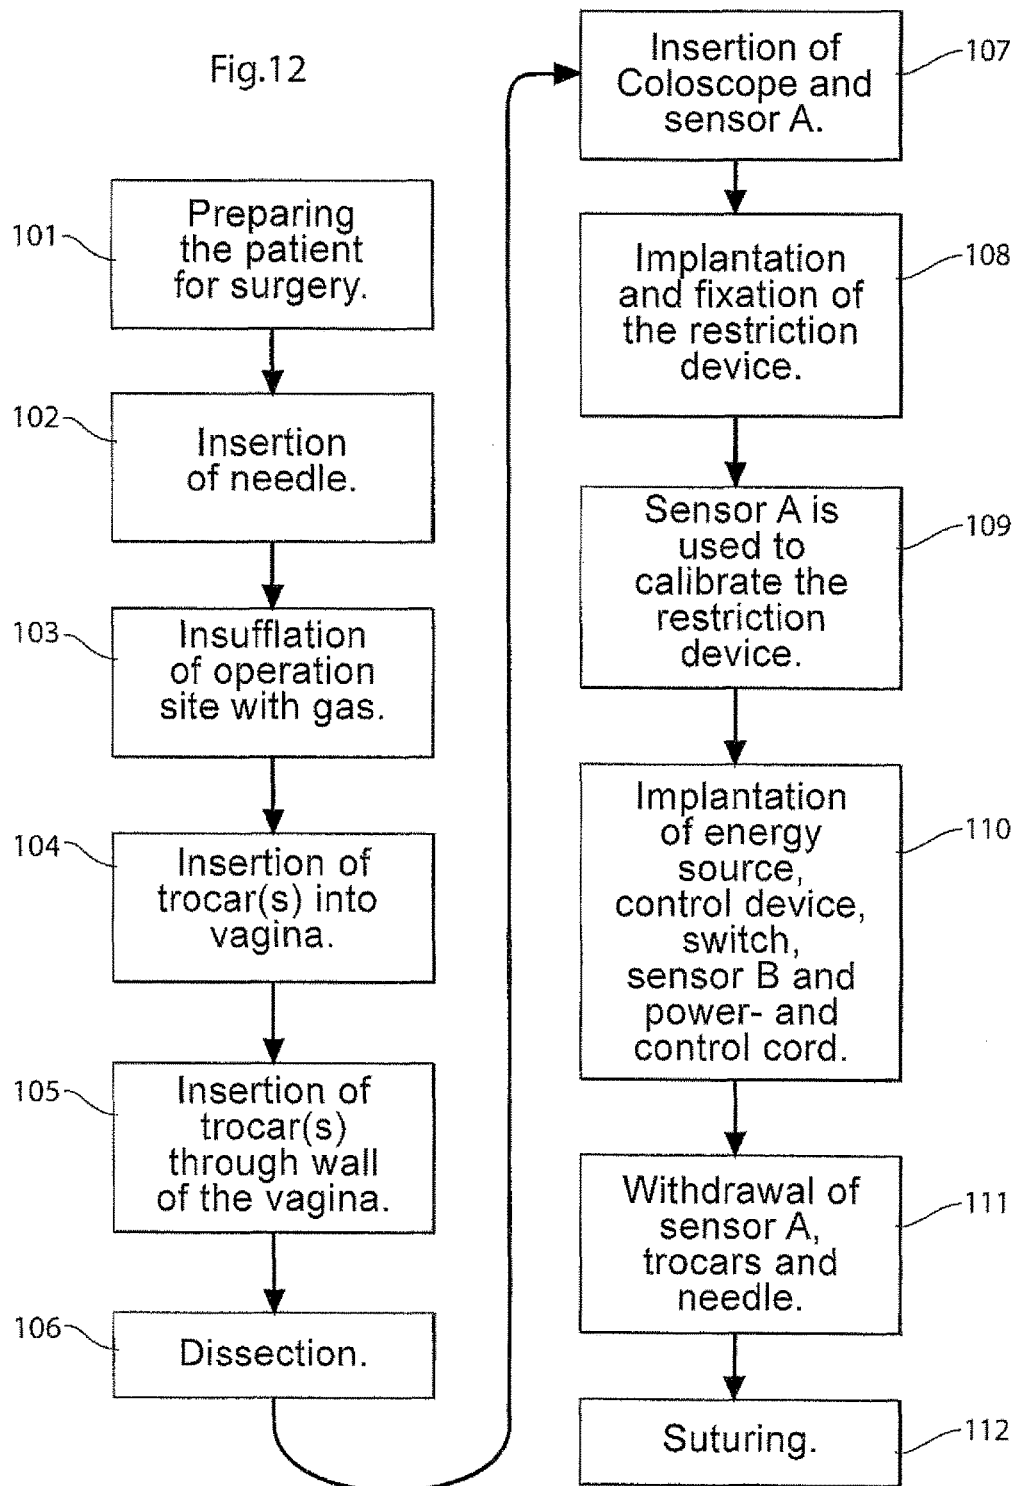 Fig.12
101
Preparing
the patient
for surgery.
102
Insertion
of needle.
103
Insufflation
of operation
site with gas.
104
Insertion of
trocar(s) into
vagina.
105
Insertion of
trocar(s)
through wall
of the vagina.
106
Dissection.
107
Insertion of
Coloscope and
sensor A.
108
Implantation
and fixation of
the restriction
device.
109
Sensor A is
used to
calibrate the
restriction
device.
110
Implantation
of energy
source,
control device,
switch,
sensor B and
power- and
control cord.
111
Withdrawal of
sensor A,
trocars and
needle.
112
Suturing.